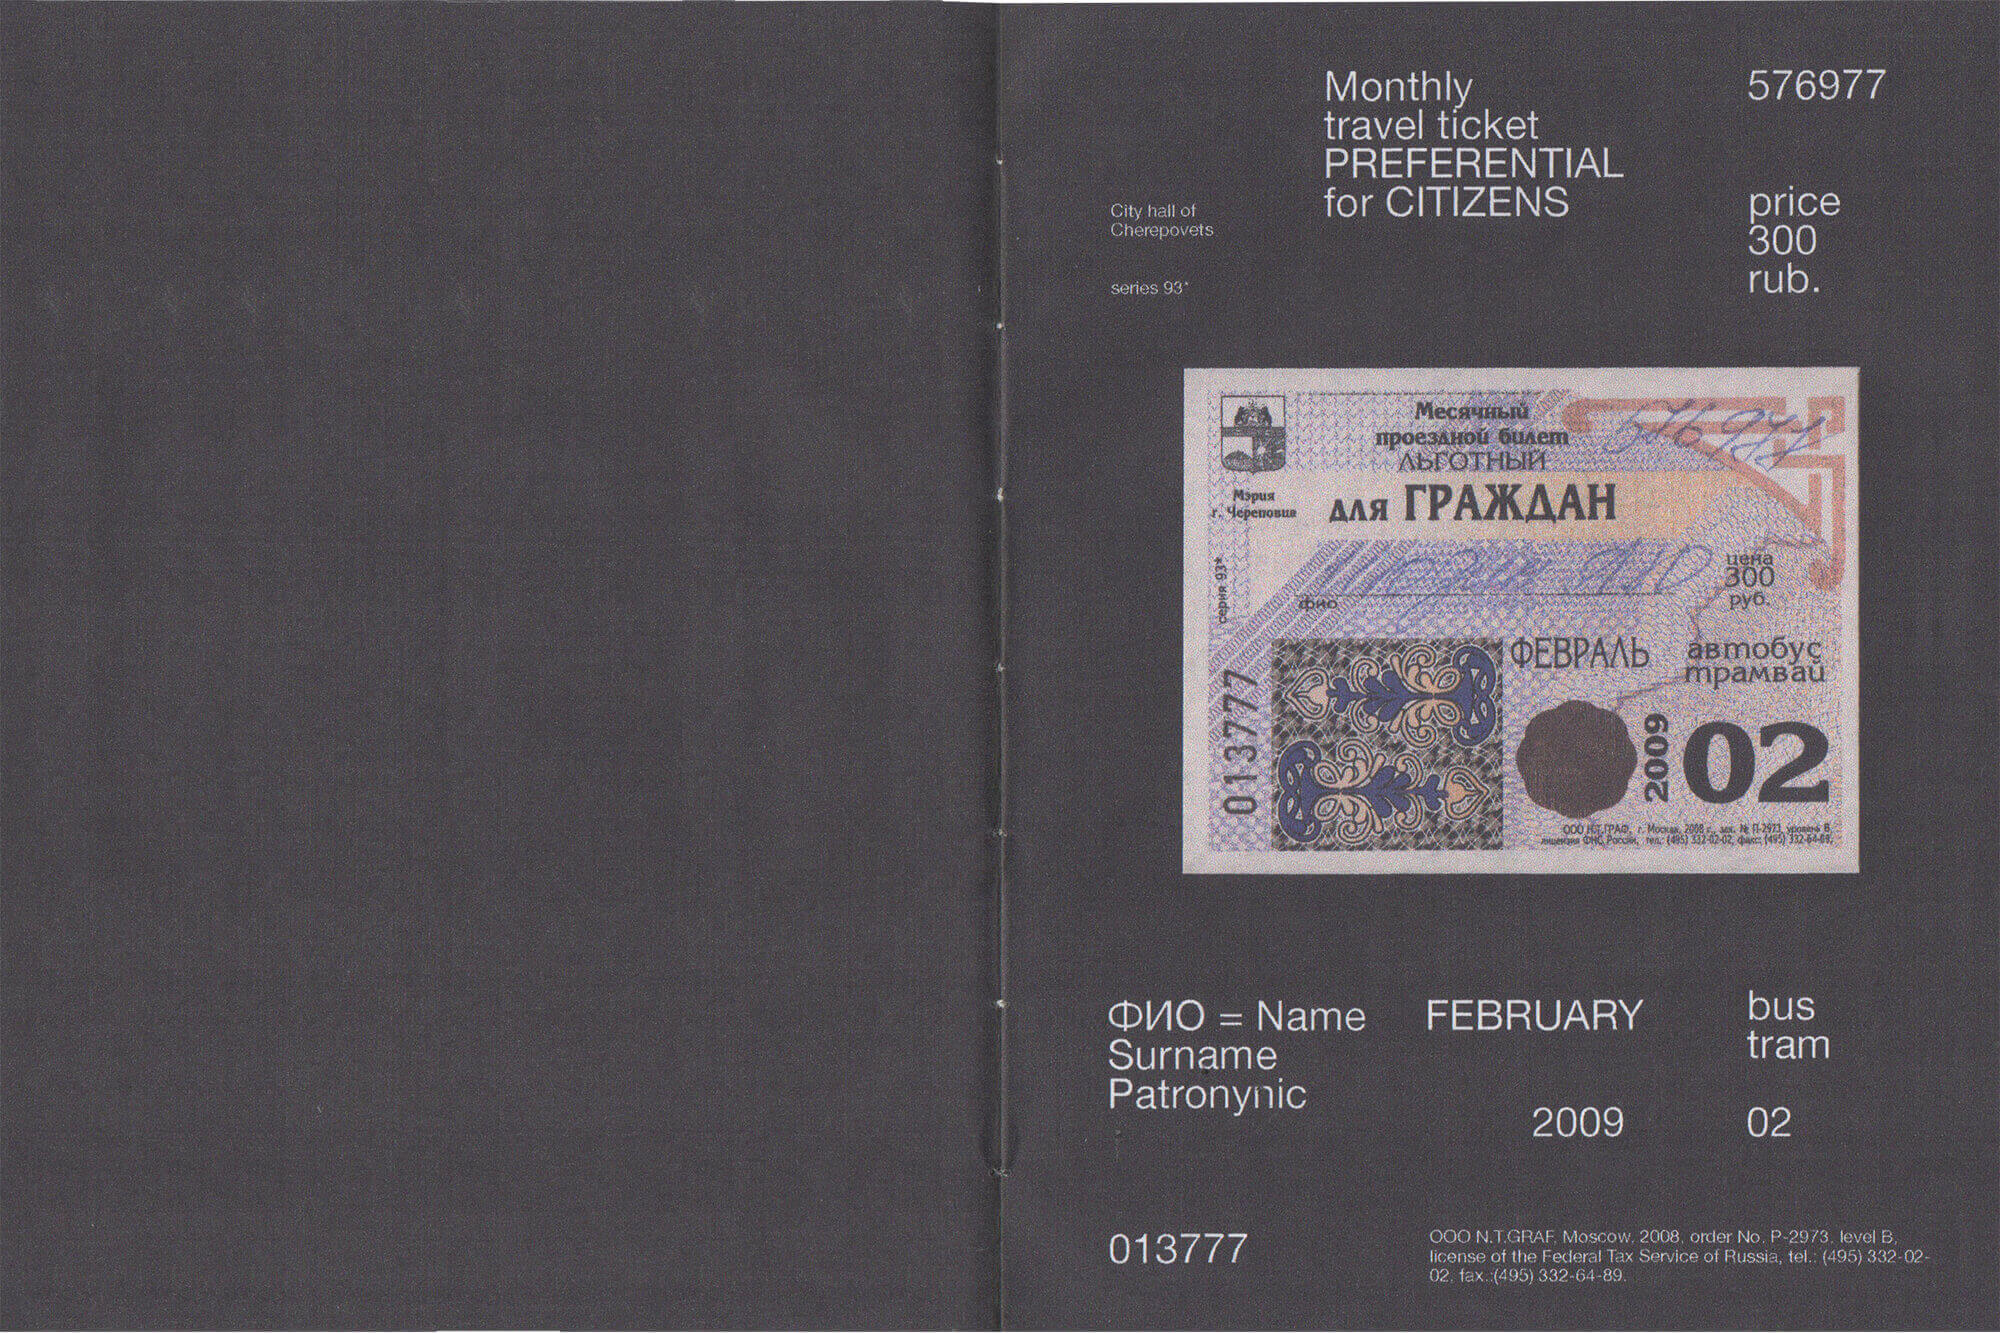 Monthly
travel ticket
PREFERENTIAL
for CITIZENS
576977
price
300
rub.
City hall of
Cherepovets
series 93*
Месячный
проездной билет
ЛЬГОТНЫЙ
для ГРАЖДАН
576977
Мэрия
г. Череповца
серия 93*
фио
цена
300
руб.
ФЕВРАЛЬ
автобус
трамвай
013777
2009
02
ООО Н.Т.ГРАФ, г. Москва, 2008 г., зак. № П-2973, уровень В,
лицензия ФНС России, тел.: (495) 332-02-02, факс: (495) 332-64-89,
ФИО = Name
Surname
Patronynic
FEBRUARY
2009
bus
tram
02
013777
OOO N.T.GRAF, Moscow, 2008, order No. P-2973, level B,
license of the Federal Tax Service of Russia, tel.: (495) 332-02-
02, fax.:(495) 332-64-89.